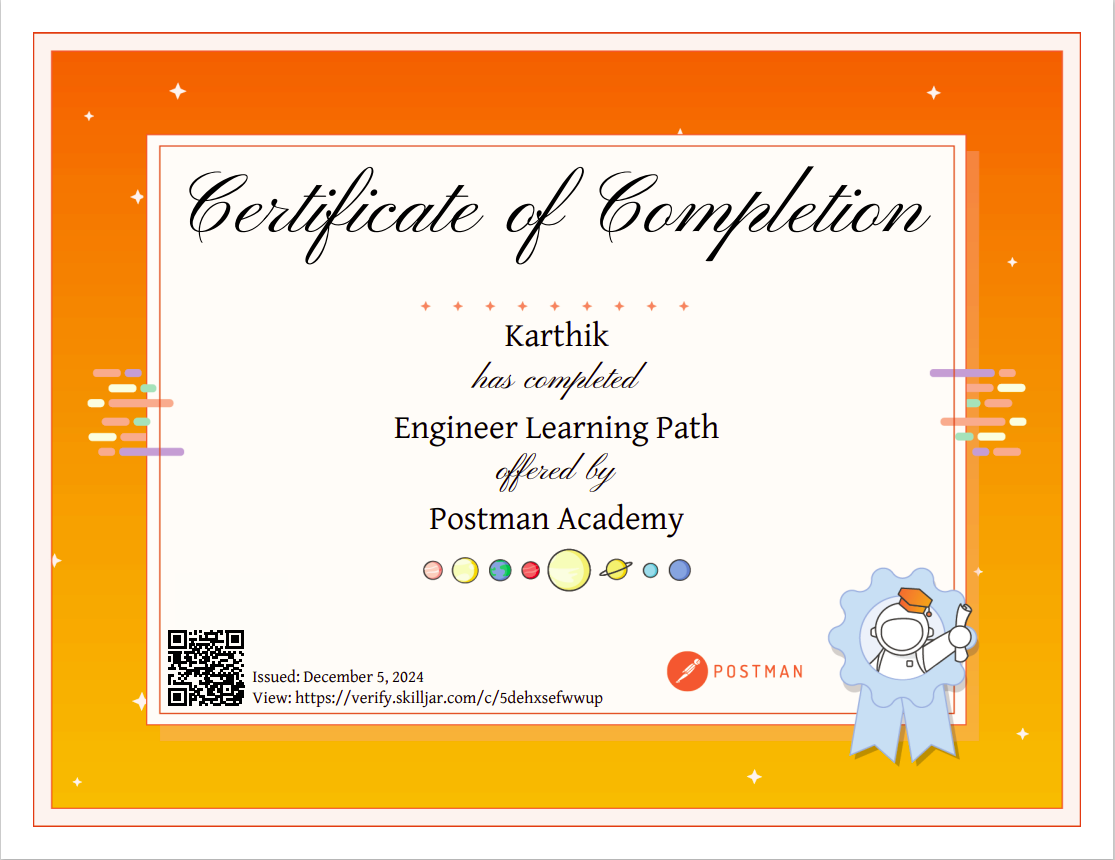 Certificate of Completion
Karthik
has completed
Engineer Learning Path
offered by
Postman Academy
Issued: December 5, 2024
View: https://verify.skilljar.com/c/5dehxsefwwup
POSTMAN